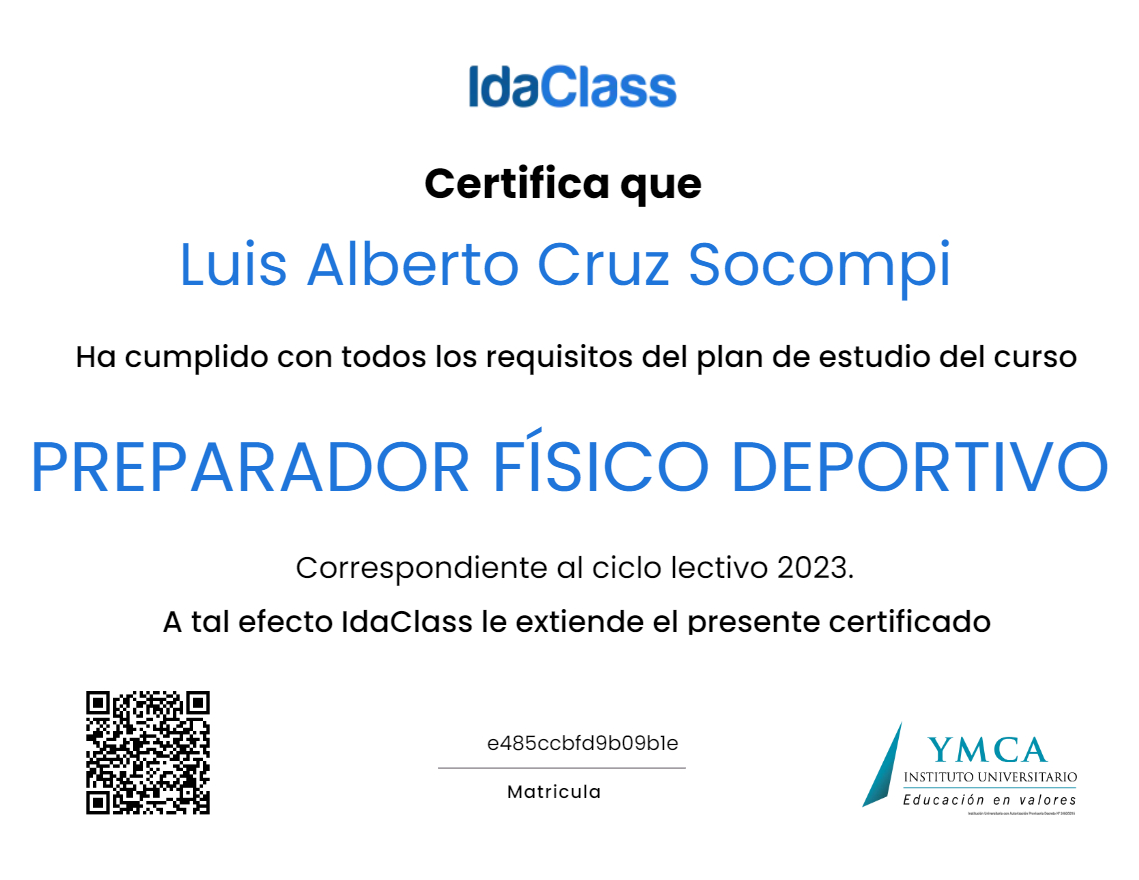 IdaClass
Certifica que
Luis Alberto Cruz Socompi
Ha cumplido con todos los requisitos del plan de estudio del curso
PREPARADOR FÍSICO DEPORTIVO
Correspondiente al ciclo lectivo 2023.
A tal efecto IdaClass le extiende el presente certificado
e485ccbfd9b09b1e
Matricula
YMCA
INSTITUTO UNIVERSITARIO
Educación en valores